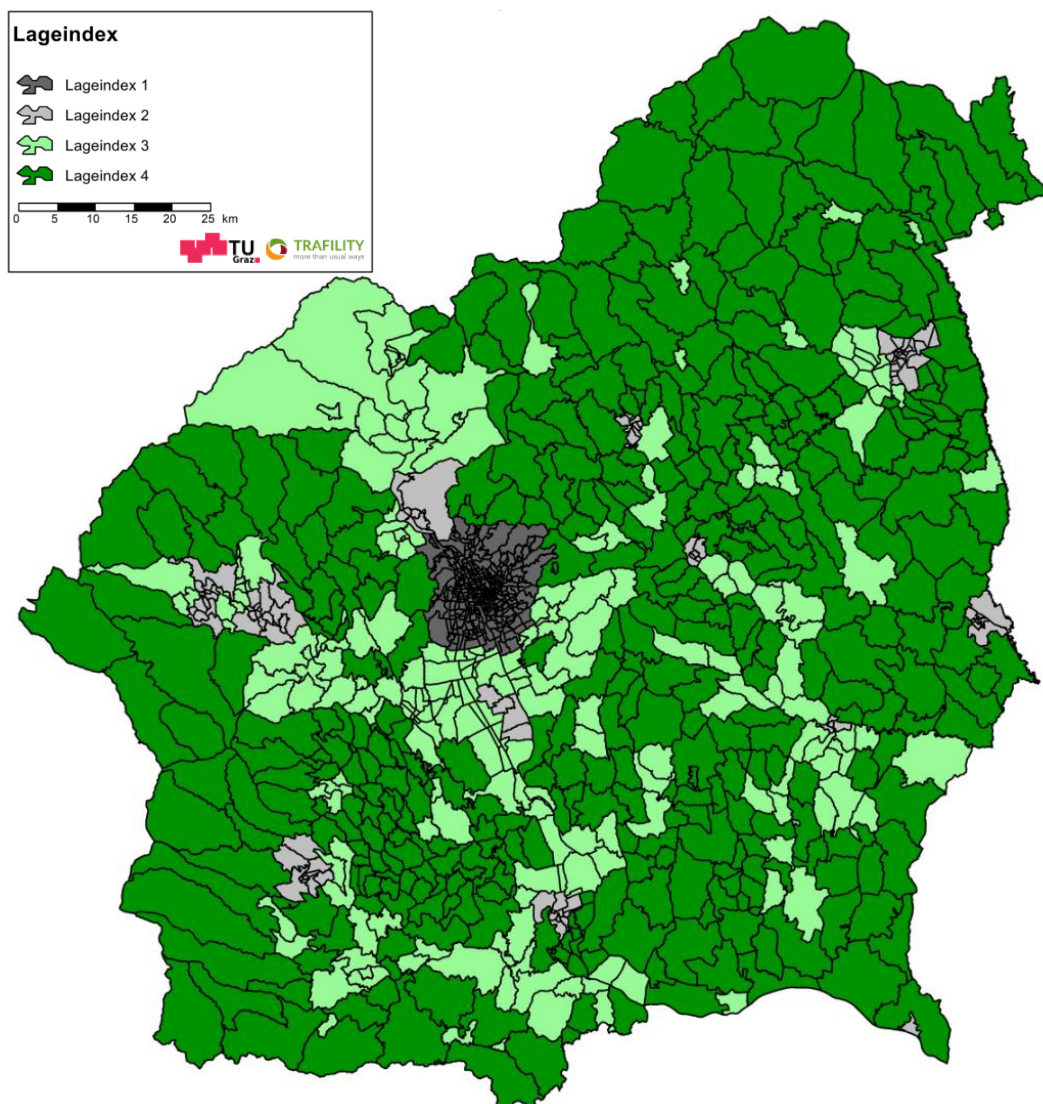 Lageindex
Lageindex 1
Lageindex 2
Lageindex 3
Lageindex 4
0 5 10 15 20 25 km
TU Graz
TRAFILITY
more than usual ways